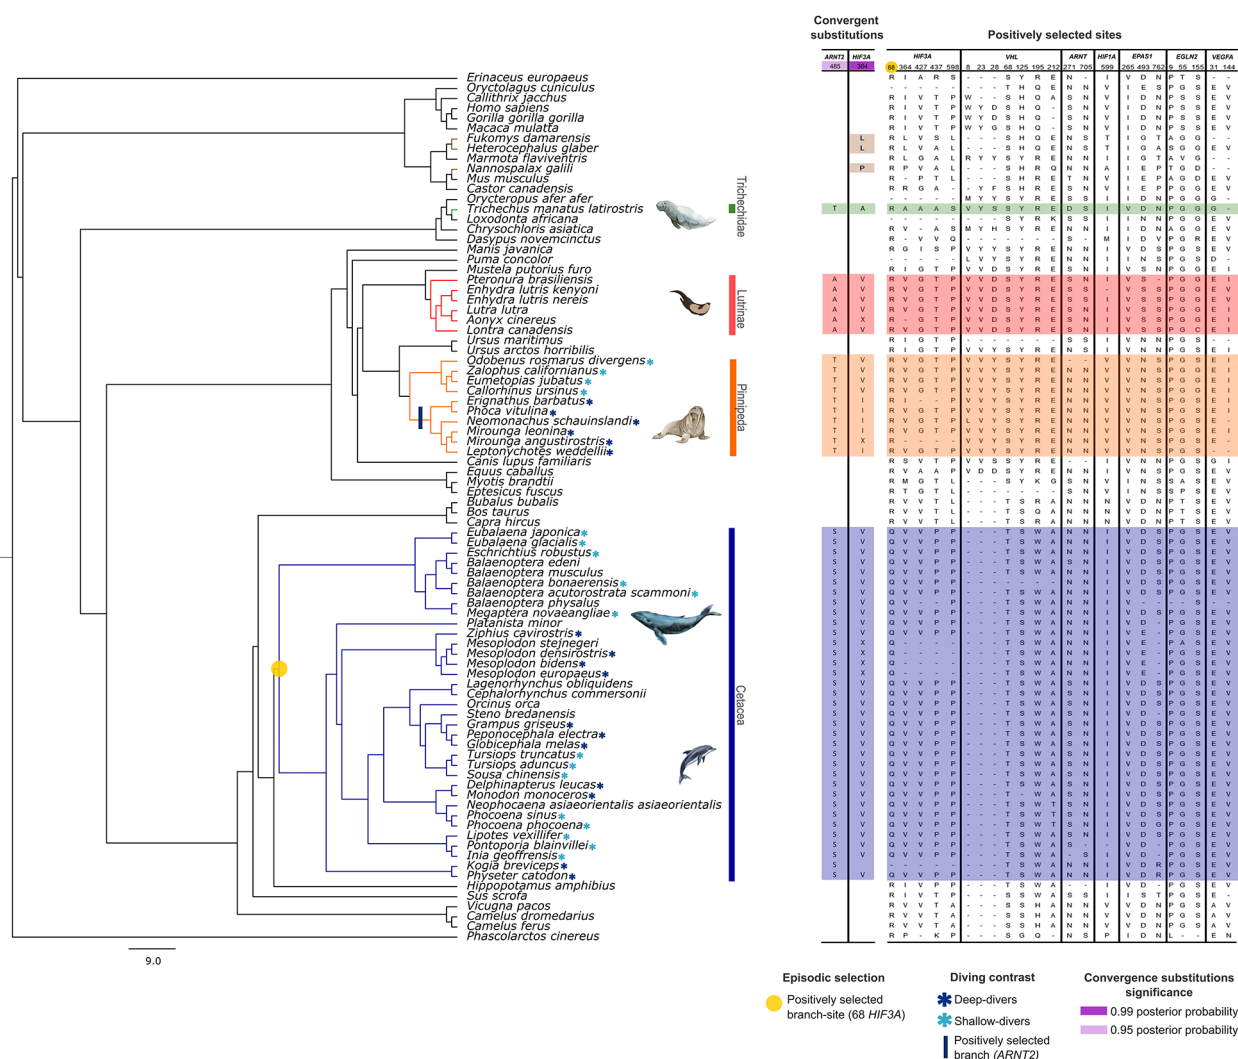 Convergent substitutions
Positively selected sites
ARNT2 HIF3A HIF3A VHL ARNT HIF1A EPAS1 EGLN2 VEGFA
485 304 68 364 427 437 598 8 23 28 68 125 195 212 271 705 599 265 493 762 9 55 155 31 144
Erinaceus europaeus R I A R S - - - S Y R E N - I V D N P T S - -
Oryctolagus cuniculus - - - - - - - - T H Q E N N V I E S P S S E V
Callithrix jacchus R I V T P W - - S H Q A S N V I D N P S S E V
Homo sapiens R I V T P W Y D S H Q - S N V I D N P S S E V
Gorilla gorilla gorilla R I V T P W Y D S H Q - S N V I D N P S S E V
Macaca mulatta R I V T P W Y G S H Q - S N V I D N P S S E V
Fukomys damarensis L R L V S L - - - S H Q E N S T I G T A G G - -
Heterocephalus glaber L R L V A L - - - S H Q E N S T I G A S G G E V
Marmota flaviventris R L G A L R Y Y S Y R E N N I I G T A V G - -
Nannospalax galili P R P V A L - - - S H R Q N N A I E P T G D - -
Mus musculus R - P T L - - - S H R E T N V I E P A G D E V
Castor canadensis R R G A - - Y F S H R E N N V I E P P G G E V
Orycteropus afer afer - - - - - M Y Y S Y R E S N I I D N P G G G -
Trichechus manatus latirostris T A R A A A S V Y S S Y R E D S I V D N P G G G -
Loxodonta africana - - - - - - - - S Y R K S S I I N N P G G E V
Chrysochloris asiatica R V - A S M Y H S Y R E S N I I D N A G G E V
Dasypus novemcinctus R - V V Q - - - - - - - S - M I D V P G R E V
Manis javanica R G I S P V Y Y S Y R E N N I V D S P G S E V
Puma concolor - - - - - L V Y S Y R E N N I V N S P G S D -
Mustela putorius furo R I G T P V V D S Y R E S N I V S N P G G E V
Pteronura brasiliensis A V R V G T P V V D S Y R E S S I V S - P G G E I
Enhydra lutris kenyoni A V R V G T P V V D S Y R E S N I V S S P G G E V
Enhydra lutris nereis A V R V G T P V V D S Y R E S N I V S S P G G E V
Lutra lutra A V R V G T P V V D S Y R E S S I V S S P G G E I
Aonyx cinereus A X R - G T P V V D S Y R E S S I V S S P G G E I
Lontra canadensis A V R V G T P V V D S Y R E S N I V S S P G C E I
Ursus maritimus R I G T P - - - - - - - S S I V N N P G S - -
Ursus arctos horribilis R I G T P V V Y S Y R E N S I V N N P G S E I
Odobenus rosmarus divergens T V R V G T P V V Y S Y R E - - V V N S P G G E I
Zalophus californianus T V R V G T P V V Y S Y R E N N I V N S P G G E I
Eumetopias jubatus T V R V G T P V V Y S Y R E N N I V N S P G G E I
Callorhinus ursinus T V R V G T P V V Y S Y R E N N I V N S P G G E I
Erignathus barbatus T I R I - T P V V Y S Y R E N N I V N S P G G E I
Phoca vitulina T I R V G T P V V Y S Y R E N N I V N S P G G E I
Neomonachus schauinslandi T I R V G T P L V Y S Y R E N N I V N S P G G E -
Mirounga leonina T I R V G T P V V Y S Y R E N N I V N S P G G E I
Mirounga angustirostris T X R - - - - V V Y S Y R E N N I V N S P G G - -
Leptonychotes weddellii T I R V G T P V V Y S Y R E N N I V N S P G G - -
Canis lupus familiaris R S V T P V V S S Y R E - - I V N N P G S G I
Equus caballus R V A A P V D D S Y R E N N I V N S P G S E V
Myotis brandtii R M G T L - - - S Y K G S N I V N S S A S E V
Eptesicus fuscus R T G T L - - - - - - - S N V I N S S P S E V
Bubalus bubalis R V V T L - - - T S R A N N N V D N P T S E V
Bos taurus R V V T L - - - T S Q A N N N V D N P T S E V
Capra hircus R V V T L - - - T S Q A N N N V D N P T S E V
Eubalaena japonica S V Q V V P P - - - T S W A N N I V D S P G S E V
Eubalaena glacialis S V Q V V P P - - - T S W A N N I V D S P G S E V
Eschrichtius robustus S V Q V V P P - - - T S W A N N I V D S P G S E V
Balaenoptera edeni S V Q V V P P - - - T S W A N N I V D S P G S E V
Balaenoptera musculus S V Q V V P P - - - T S W A N N I V D S P G S E V
Balaenoptera bonaerensis
Balaenoptera acutorostrata scammoni S V Q V V P P - - - T S W A N N I V D S P G S E V
Balaenoptera physalus
Megaptera novaeangliae S V Q V V P P - - - T S W A N N I V D S P G S E V
Platanista minor
Ziphius cavirostris
Mesoplodon stejnegeri
Mesoplodon densirostris
Mesoplodon bidens
Mesoplodon europaeus
Lagenorhynchus obliquidens S V Q V V P P - - - T S W A S N I V D S P G S E V
Cephalorhynchus commersonii
Orcinus orca S V Q V V P P - - - T S W A S N I V D S P G S E V
Steno bredanensis
Grampus griseus S V Q V V P P - - - T S W A S N I V D S P G S E V
Peponocephala electra S V Q V V P P - - - T S W A S N I V D S P G S E V
Globicephala melas S V Q V V P P - - - T S W A S N I V D S P G S E V
Tursiops truncatus S V Q V V P P - - - T S W A S N I V D S P G S E V
Tursiops aduncus S V Q V V P P - - - T S W A S N I V D S P G S E V
Sousa chinensis S V Q V V P P - - - T S W A S N I V D S P G S E V
Delphinapterus leucas S V Q V V P P - - - T S W A S N I V D S P G S E V
Monodon monoceros S V Q V V P P - - - T S W A S N I V D S P G S E V
Neophocaena asiaeorientalis asiaeorientalis S V Q V V P P - - - T S W T S N I V D S P G S E V
Phocoena sinus S V Q V V P P - - - T S W T S N I V D S P G S E V
Phocoena phocoena
Lipotes vexillifer S V Q V V P P - - - T S W A S N I V D S P G S E V
Pontoporia blainvillei
Inia geoffrensis
Kogia breviceps
Physeter catodon S V Q V V P P - - - T S W A N N I V D R P G S E V
Hippopotamus amphibius R I V P P - - - T S W A - - I V D - P G S E V
Sus scrofa R I V T P - - - S S W A S S I I S T P G S E V
Vicugna pacos R V V T A - - - S S H A N N V V D N P G S A V
Camelus dromedarius R V V T A - - - S S H A N N V V D N P G S A V
Camelus ferus R V V T A - - - S S H A N N V V D N P G S A V
Phascolarctos cinereus R P - K P - - - S G Q - N S P I D N L - - E N
Trichechidae
Lutrinae
Pinnipeda
Cetacea
9.0
Episodic selection
Positively selected
branch-site (68 HIF3A)
Diving contrast
Deep-divers
Shallow-divers
Positively selected
branch (ARNT2)
Convergence substitutions
significance
0.99 posterior probability
0.95 posterior probability